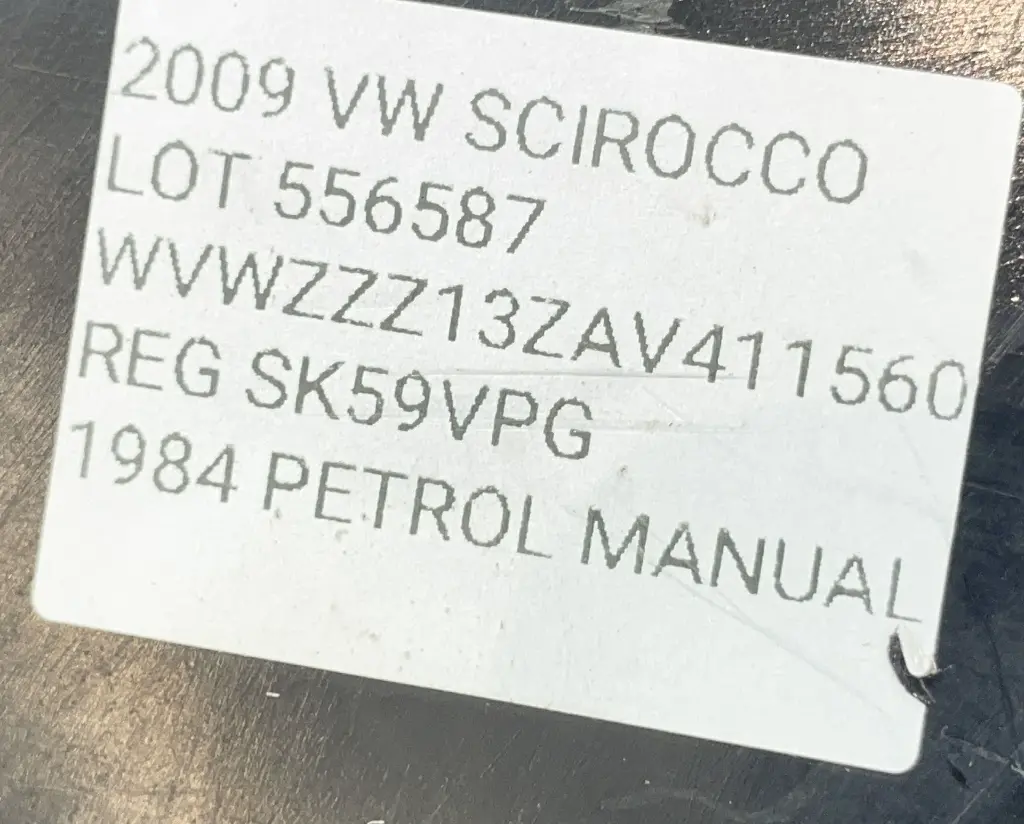 2009 VW SCIROCCO
LOT 556587
WVWZZZ13ZAV411560
REG SK59VPG
1984 PETROL MANUAL